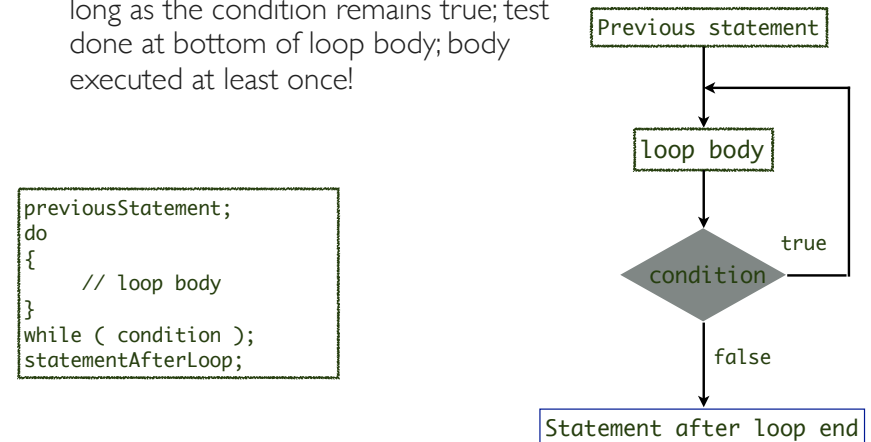 long as the condition remains true; test
done at bottom of loop body; body
executed at least once!
previousStatement;
do
{
// loop body
}
while ( condition );
statementAfterLoop;
Previous statement
loop body
condition
true
false
Statement after loop end